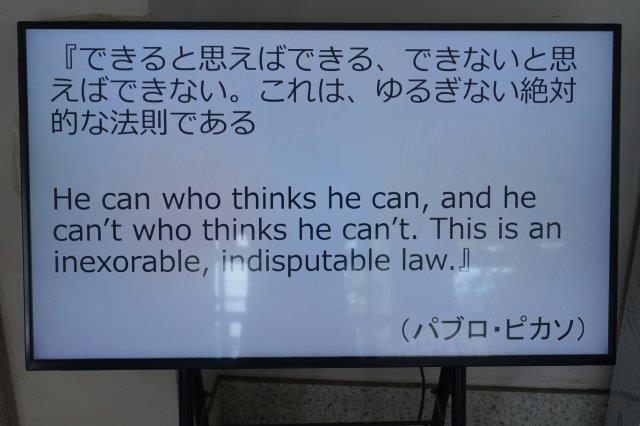 『できると思えばできる、できないと思
えばできない。これは、ゆるぎない絶対
的な法則である
He can who thinks he can, and he
can’t who thinks he can’t. This is an
inexorable, indisputable law.』
（パブロ・ピカソ）